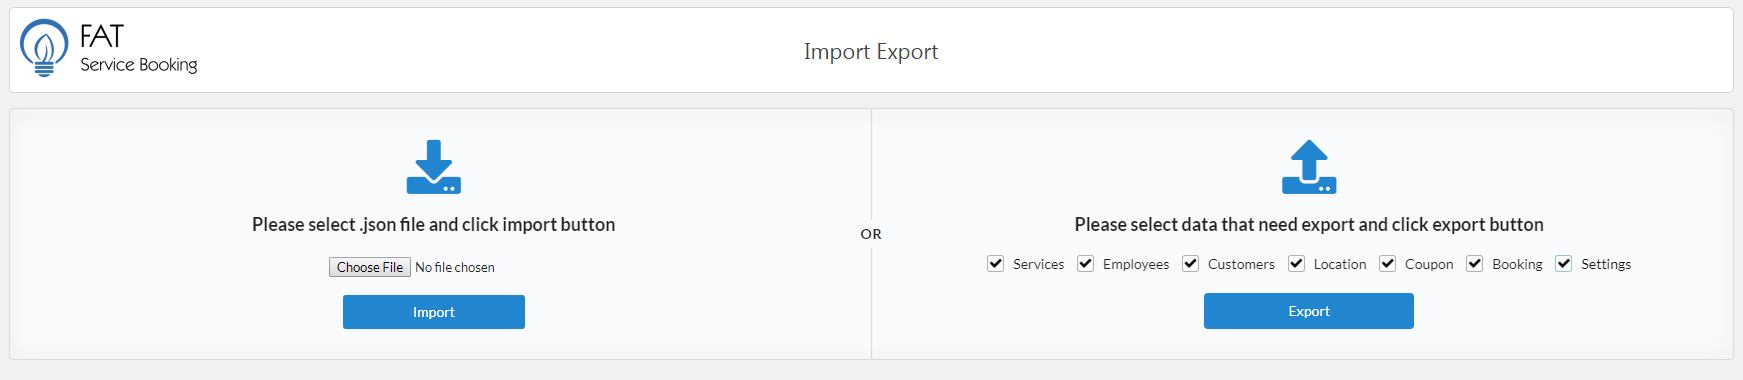 FAT
Service Booking
Import Export
Please select .json file and click import button
Choose File No file chosen
Import
OR
Please select data that need export and click export button
Services Employees Customers Location Coupon Booking Settings
Export